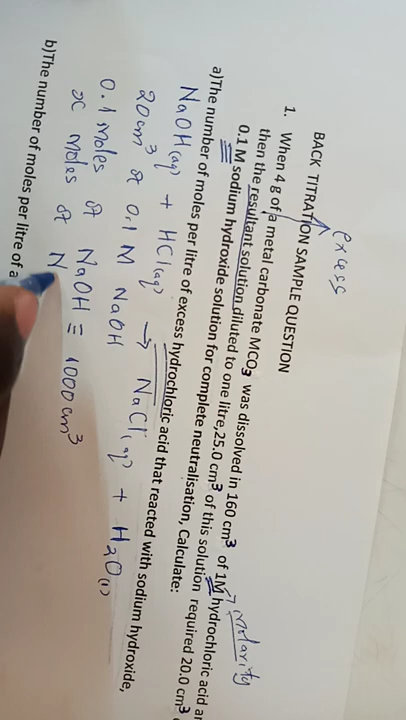 excess
BACK TITRATION SAMPLE QUESTION
1. When 4 g of a metal carbonate MCO3 was dissolved in 160 cm3 of 1M hydrochloric acid
molarity
then the resultant solution diluted to one litre,25.0 cm3 of this solution required 20.0 cm3
0.1 M sodium hydroxide solution for complete neutralisation, Calculate:
a)The number of moles per litre of excess hydrochloric acid that reacted with sodium hydroxide,
NaOH(aq) + HCl(aq) → NaCl(aq) + H2O(l)
20cm3 of 0.1 M NaOH
0.1 moles of NaOH ≡ 1000 cm3
x moles of N
b)The number of moles per litre of